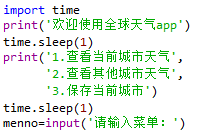 import time
print('欢迎使用全球天气app')
time.sleep(1)
print('1.查看当前城市天气',
'2.查看其他城市天气',
'3.保存当前城市')
time.sleep(1)
menno=input('请输入菜单：')